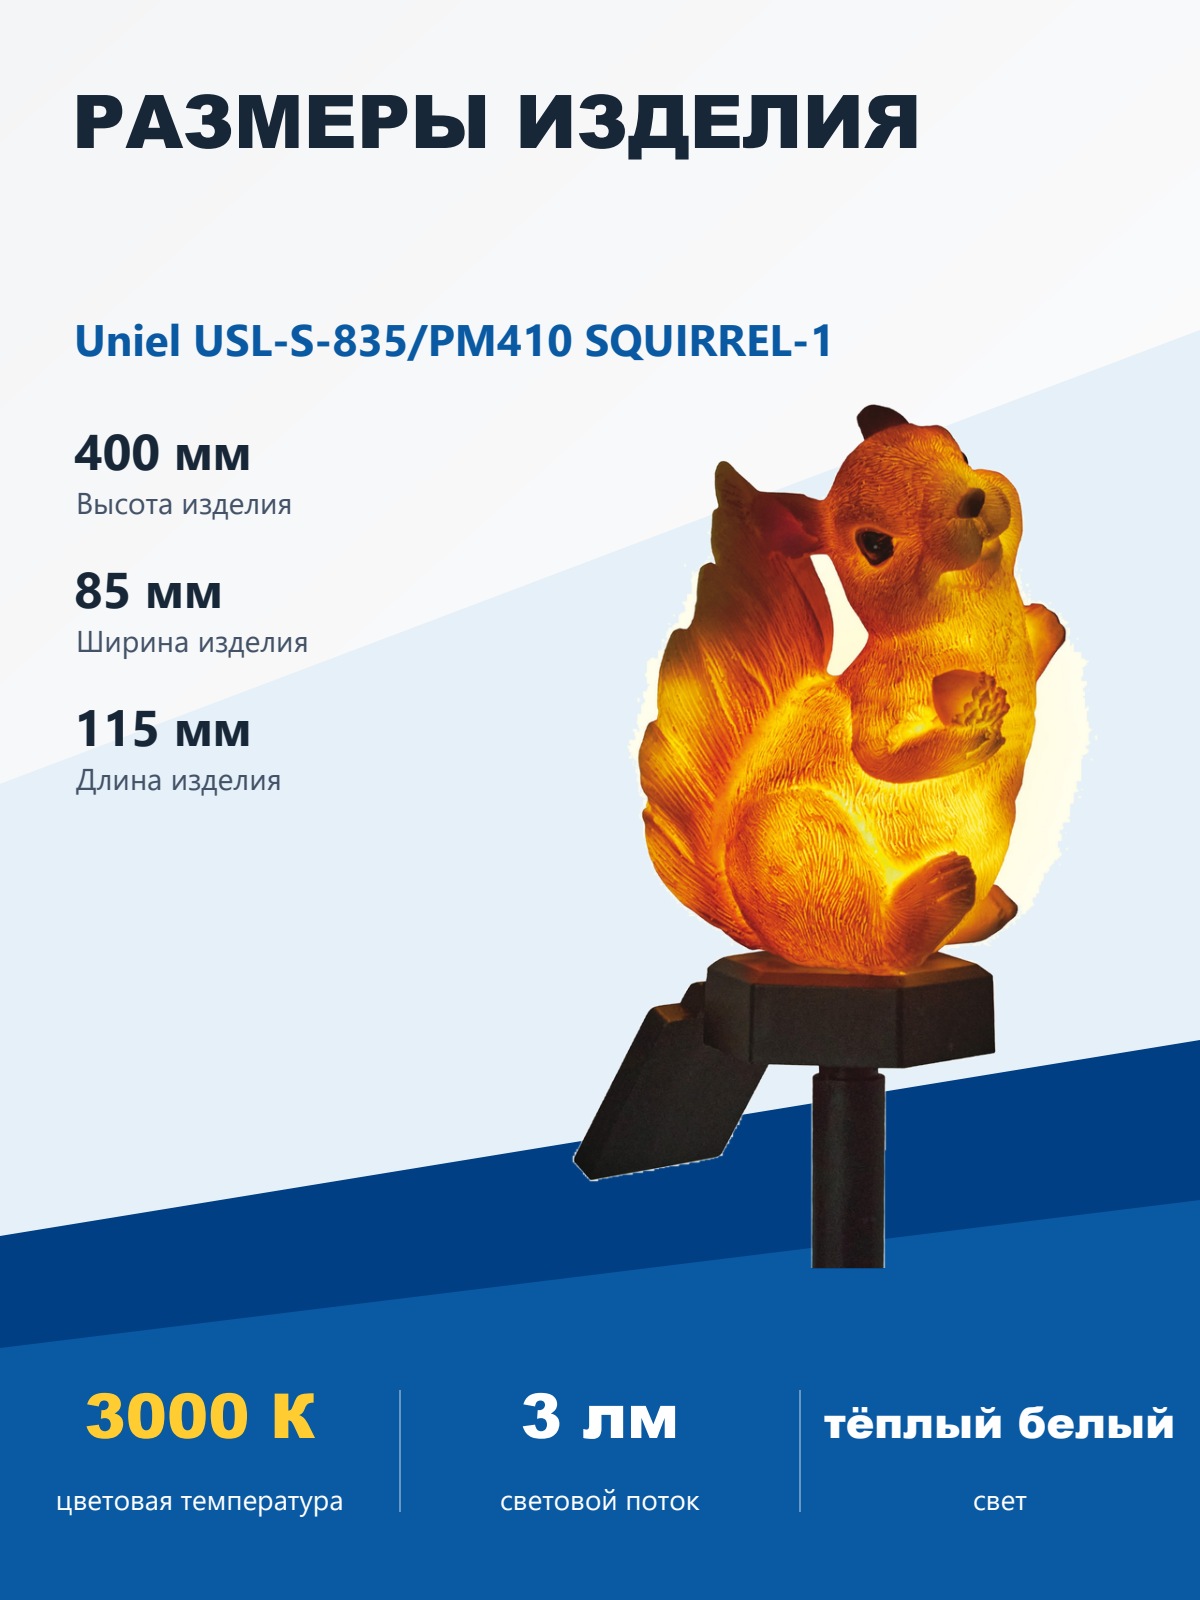 РАЗМЕРЫ ИЗДЕЛИЯ
Uniel USL-S-835/PM410 SQUIRREL-1
400 мм
Высота изделия
85 мм
Ширина изделия
115 мм
Длина изделия
3000 К
цветовая температура
3 лм
световой поток
тёплый белый
свет